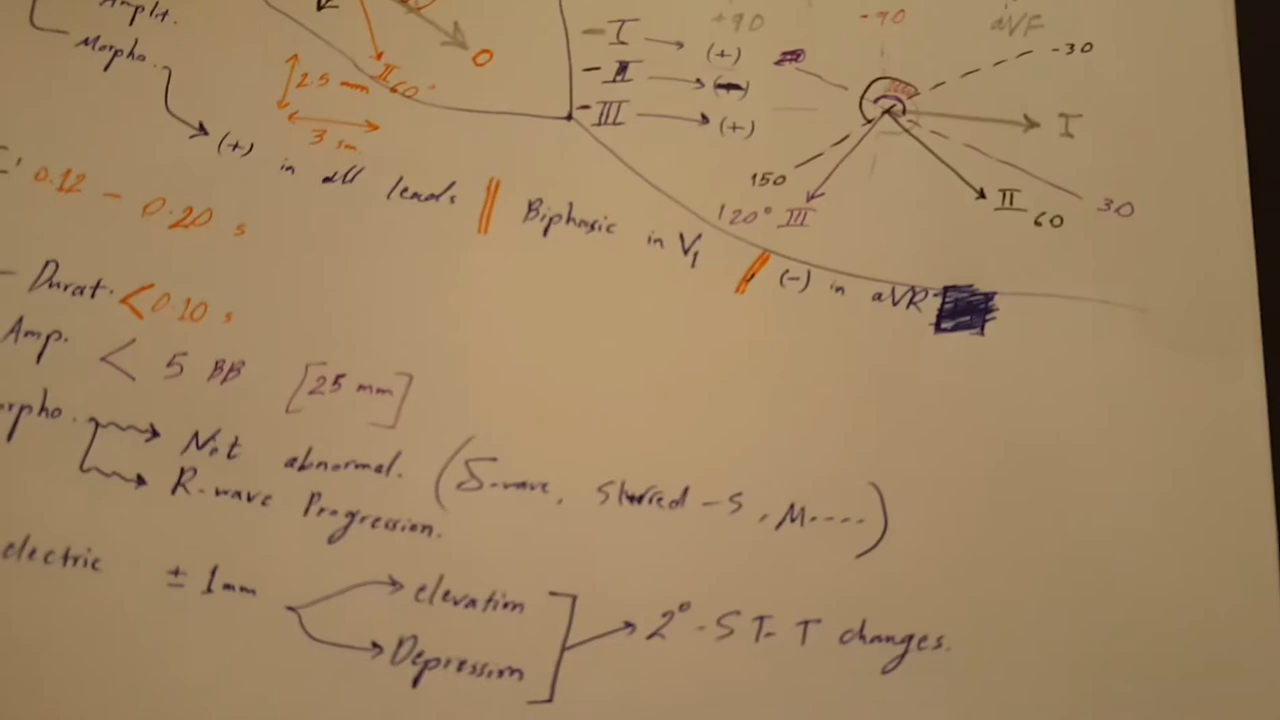 Amplit.
Morpho.
(+) in all leads || Biphasic in V1 || (-) in aVR
2.5 mm
3 sm
II 60°
0
- I → (+)
- II →
- III → (+)
+90
-90
aVF
-30
I
30
II 60
120° III
150
0.12 - 0.20 s
- Durat. < 0.10 s
Amp. < 5 BB [25 mm]
orpho. → Not abnormal. (δ-wave, Slurred-S, M....)
→ R-wave Progression.
electric ± 1mm → elevation
→ Depression
→ 2° - ST-T changes.